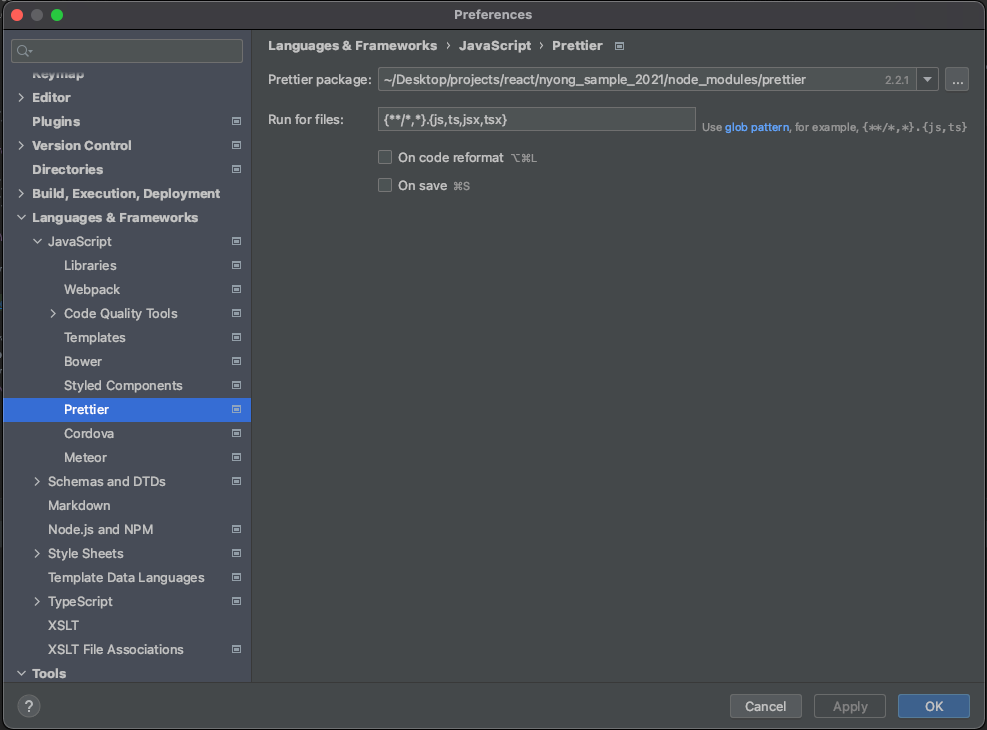 Preferences
Languages & Frameworks › JavaScript › Prettier
Keymap
Editor
Plugins
Version Control
Directories
Build, Execution, Deployment
Languages & Frameworks
JavaScript
Libraries
Webpack
Code Quality Tools
Templates
Bower
Styled Components
Prettier
Cordova
Meteor
Schemas and DTDs
Markdown
Node.js and NPM
Style Sheets
Template Data Languages
TypeScript
XSLT
XSLT File Associations
Tools
Prettier package: ~/Desktop/projects/react/nyong_sample_2021/node_modules/prettier 2.2.1 ...
Run for files: {**/*,*}.{js,ts,jsx,tsx} Use glob pattern, for example, {**/*,*}.{js,ts}
On code reformat ⌥⌘L
On save ⌘S
? Cancel Apply OK